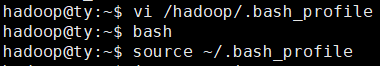 hadoop@ty:~$ vi /hadoop/.bash_profile
hadoop@ty:~$ bash
hadoop@ty:~$ source ~/.bash_profile